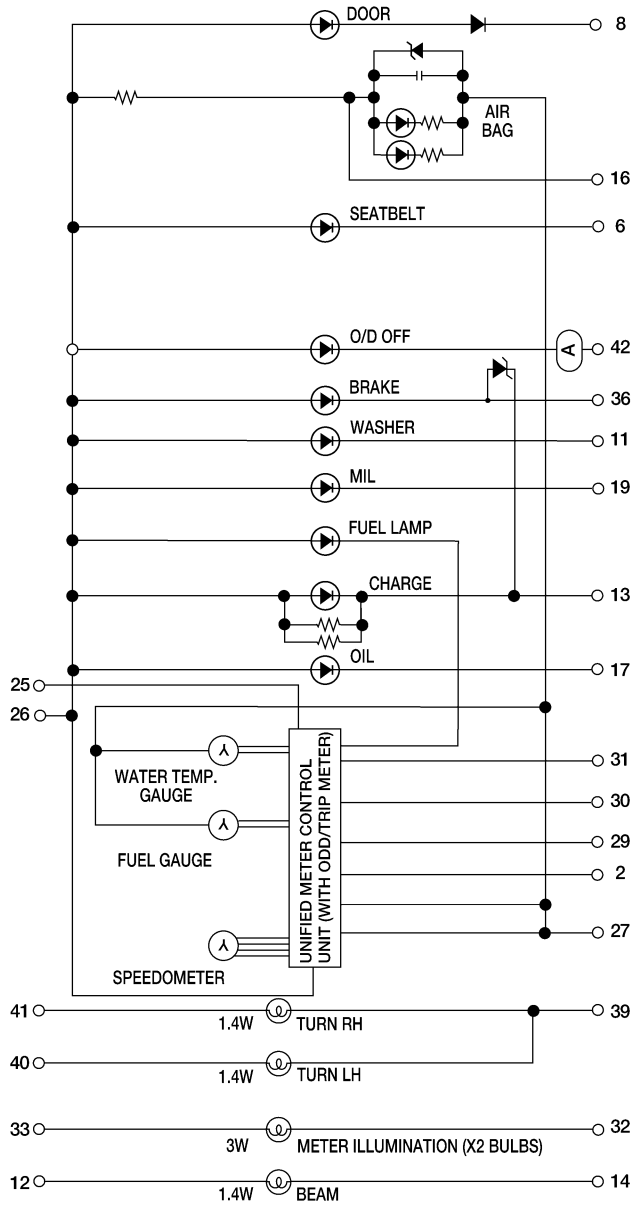 DOOR
8
AIR
BAG
16
SEATBELT
6
O/D OFF
A
42
BRAKE
36
WASHER
11
MIL
19
FUEL LAMP
CHARGE
13
OIL
17
25
26
WATER TEMP.
GAUGE
FUEL GAUGE
SPEEDOMETER
UNIFIED METER CONTROL
UNIT (WITH ODD/TRIP METER)
31
30
29
2
27
41
1.4W
TURN RH
39
40
1.4W
TURN LH
33
3W
METER ILLUMINATION (X2 BULBS)
32
12
1.4W
BEAM
14